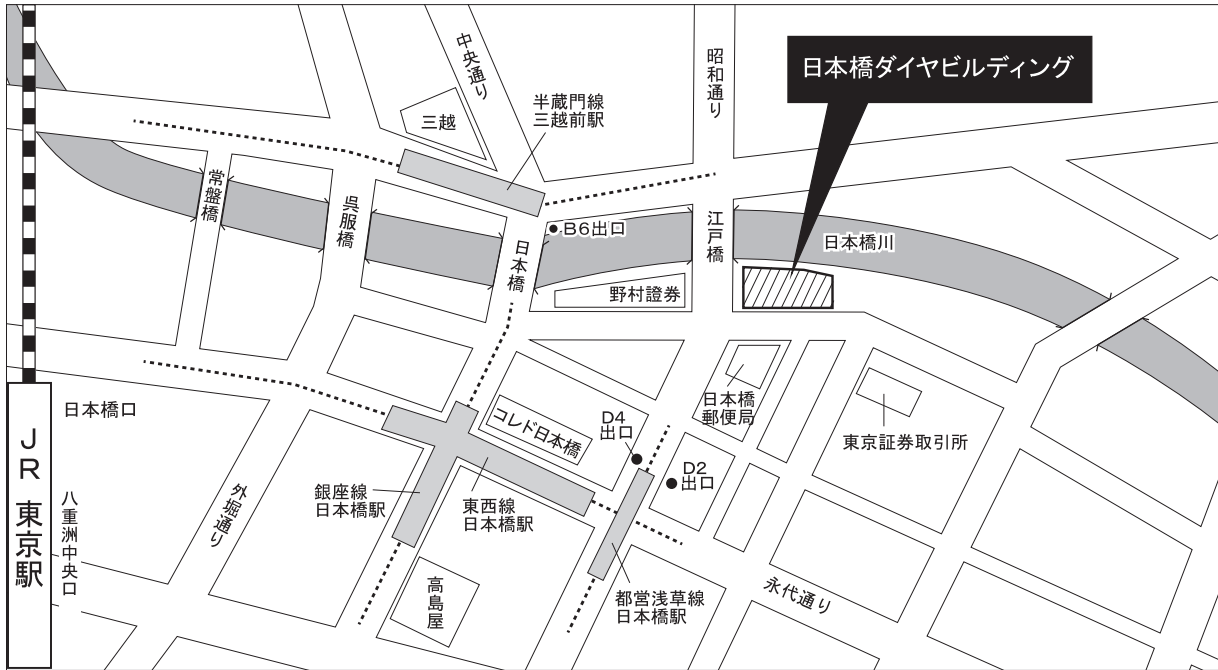 中央通り
昭和通り
日本橋ダイヤビルディング
三越
半蔵門線
三越前駅
常盤橋
呉服橋
日本橋
B6出口
江戸橋
日本橋川
野村證券
日本橋口
コレド日本橋
D4
出口
日本橋
郵便局
東京証券取引所
D2
出口
JR 東京駅
八重洲中央口
外堀通り
銀座線
日本橋駅
東西線
日本橋駅
高島屋
都営浅草線
日本橋駅
永代通り